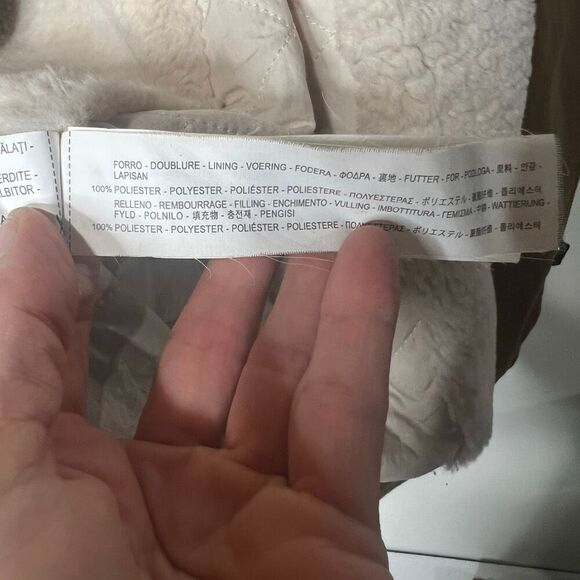 ĂLAȚI -
ERDITE -
LBITOR -
FORRO - DOUBLURE - LINING - VOERING - FODERA - ΦΟΔΡΑ - 裏地 - FUTTER - FOR - PODLOGA - 里料 - 안감 -
LAPISAN
100% POLIESTER - POLYESTER - POLIÉSTER - POLIESTERE - ΠΟΛΥΕΣΤΕΡΑΣ - ポリエステル - 聚酯纤维 - 폴리에스터
RELLENO - REMBOURRAGE - FILLING - ENCHIMENTO - VULLING - IMBOTTITURA - ΓΕΜΙΣΜΑ - 中綿 - WATTIERUNG -
FYLD - POLNILO - 填充物 - 충전재 - PENGISI
100% POLIESTER - POLYESTER - POLIÉSTER - POLIESTERE - ΠΟΛΥΕΣΤΕΡΑΣ - ポリエステル - 聚酯纤维 - 폴리에스터